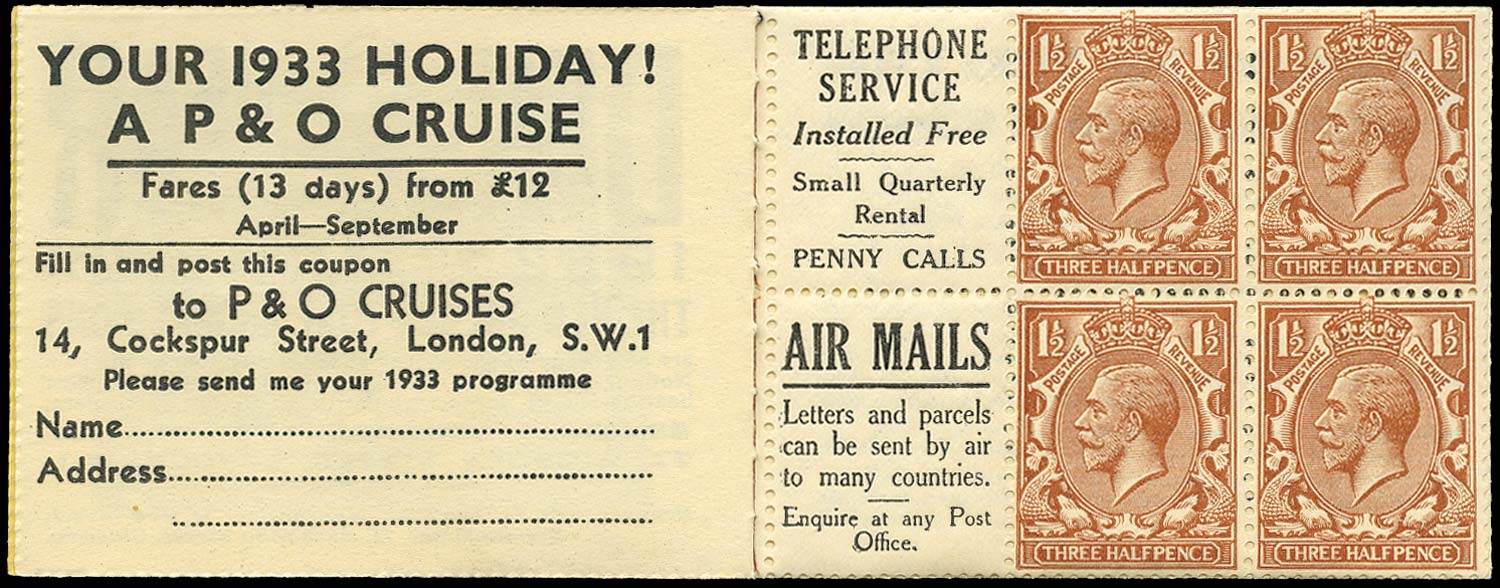 YOUR 1933 HOLIDAY!
A P & O CRUISE
Fares (13 days) from £12
April—September
Fill in and post this coupon
to P & O CRUISES
14, Cockspur Street, London, S.W.1
Please send me your 1933 programme
Name
Address
TELEPHONE
SERVICE
Installed Free
Small Quarterly
Rental
PENNY CALLS
AIR MAILS
Letters and parcels
can be sent by air
to many countries.
Enquire at any Post
Office.
1½ 1½
POSTAGE REVENUE
THREE HALFPENCE
1½ 1½
POSTAGE REVENUE
THREE HALFPENCE
1½ 1½
POSTAGE REVENUE
THREE HALFPENCE
1½ 1½
POSTAGE REVENUE
THREE HALFPENCE